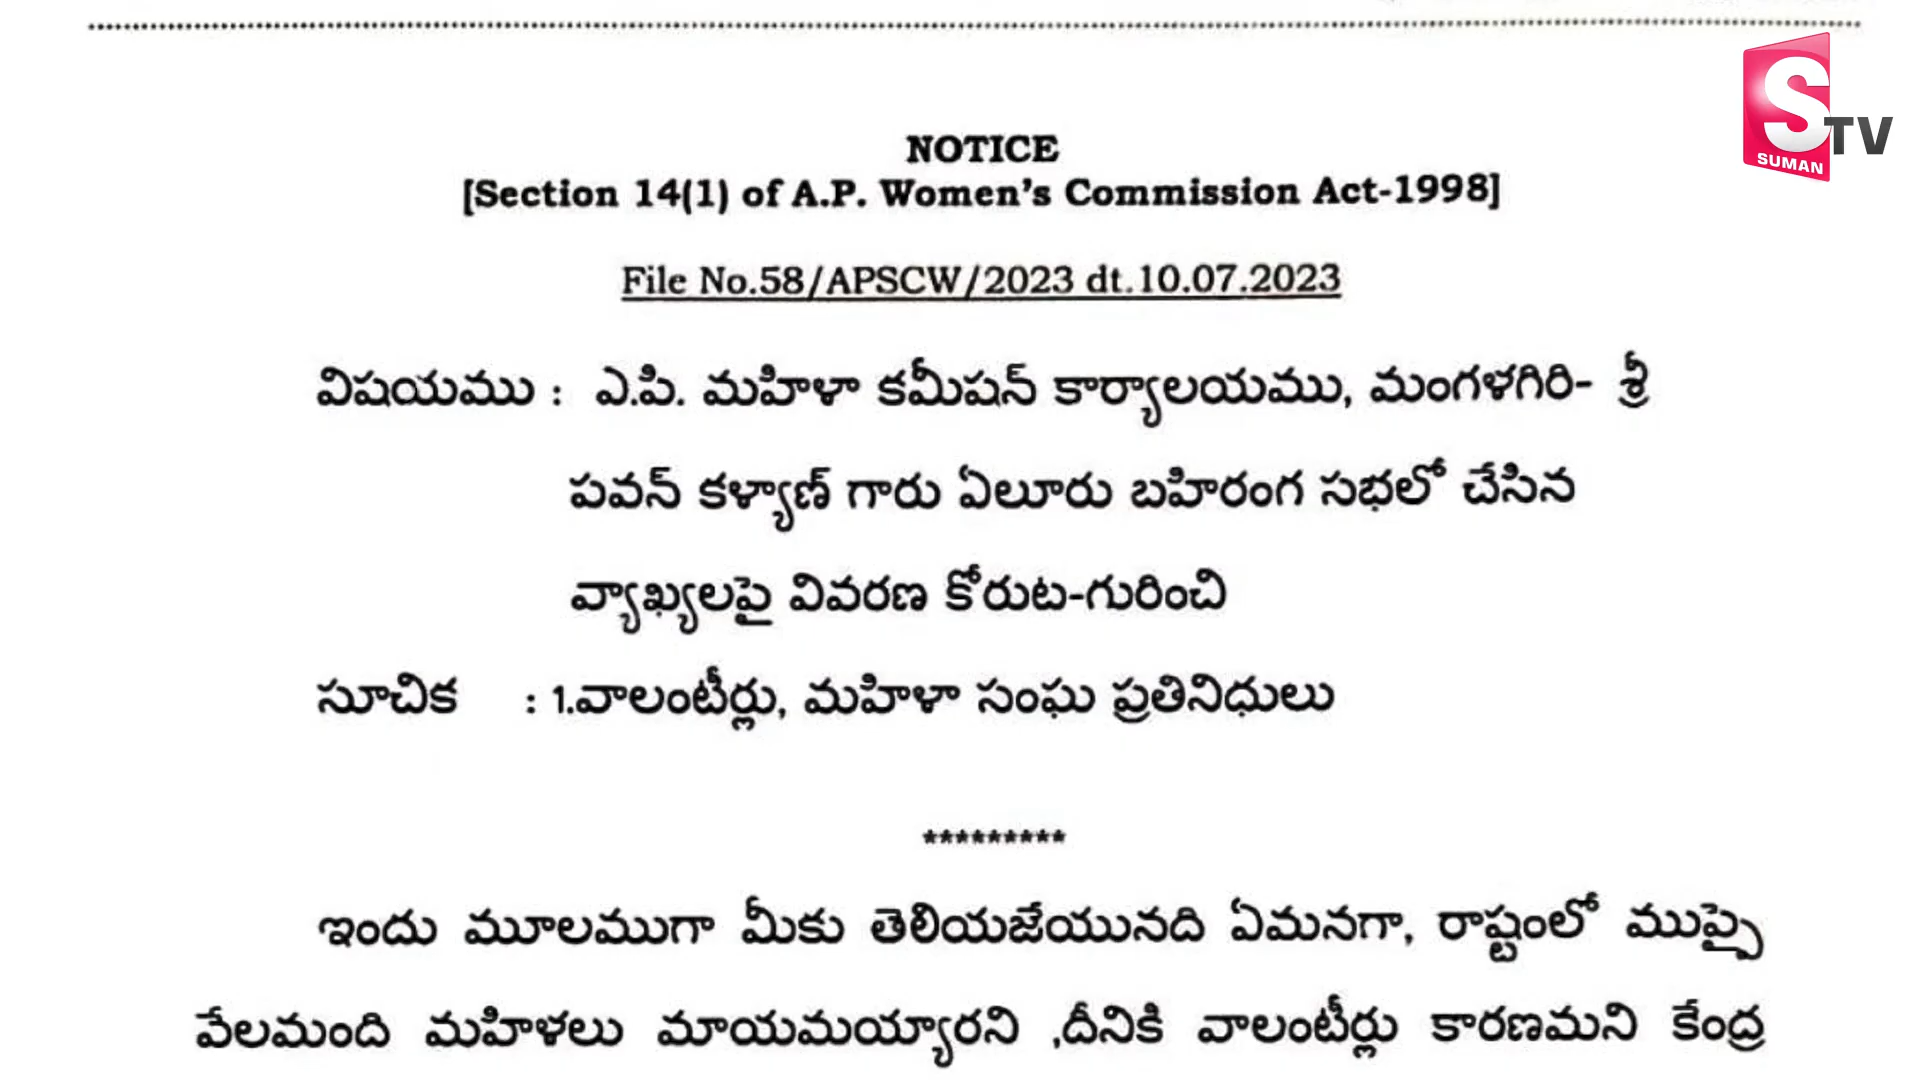 S
TV
SUMAN
NOTICE
[Section 14(1) of A.P. Women's Commission Act-1998]
File No.58/APSCW/2023 dt.10.07.2023
విషయము : ఎ.పి. మహిళా కమీషన్ కార్యాలయము, మంగళగిరి- శ్రీ
పవన్ కళ్యాణ్ గారు ఏలూరు బహిరంగ సభలో చేసిన
వ్యాఖ్యలపై వివరణ కోరుట-గురించి
సూచిక : 1.వాలంటీర్లు, మహిళా సంఘ ప్రతినిధులు
*********
ఇందు మూలముగా మీకు తెలియజేయునది ఏమనగా, రాష్టంలో ముప్పై
వేలమంది మహిళలు మాయమయ్యారని ,దీనికి వాలంటీర్లు కారణమని కేంద్ర